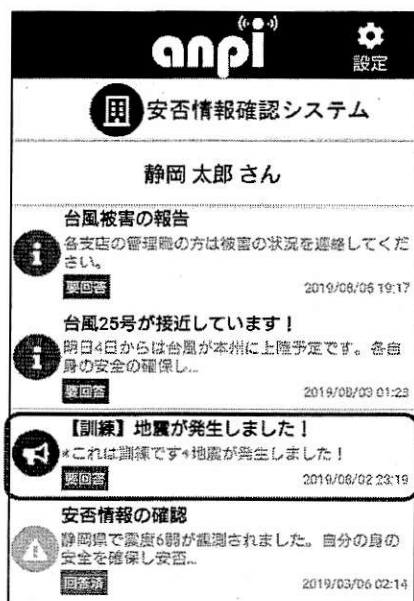 anpi
設定
安否情報確認システム
静岡 太郎 さん
台風被害の報告
各支店の管理職の方は被害の状況を連絡してくだ
さい。
要回答
2019/08/06 19:17
台風25号が接近しています！
明日4日からは台風が本州に上陸予定です。各自
身の安全の確保し...
要回答
2019/08/03 01:23
【訓練】地震が発生しました！
*これは訓練です*地震が発生しました！
要回答
2019/08/02 23:19
安否情報の確認
静岡県で震度6弱が観測されました。自分の身の
安全を確保し安否...
回答済
2019/03/06 02:14